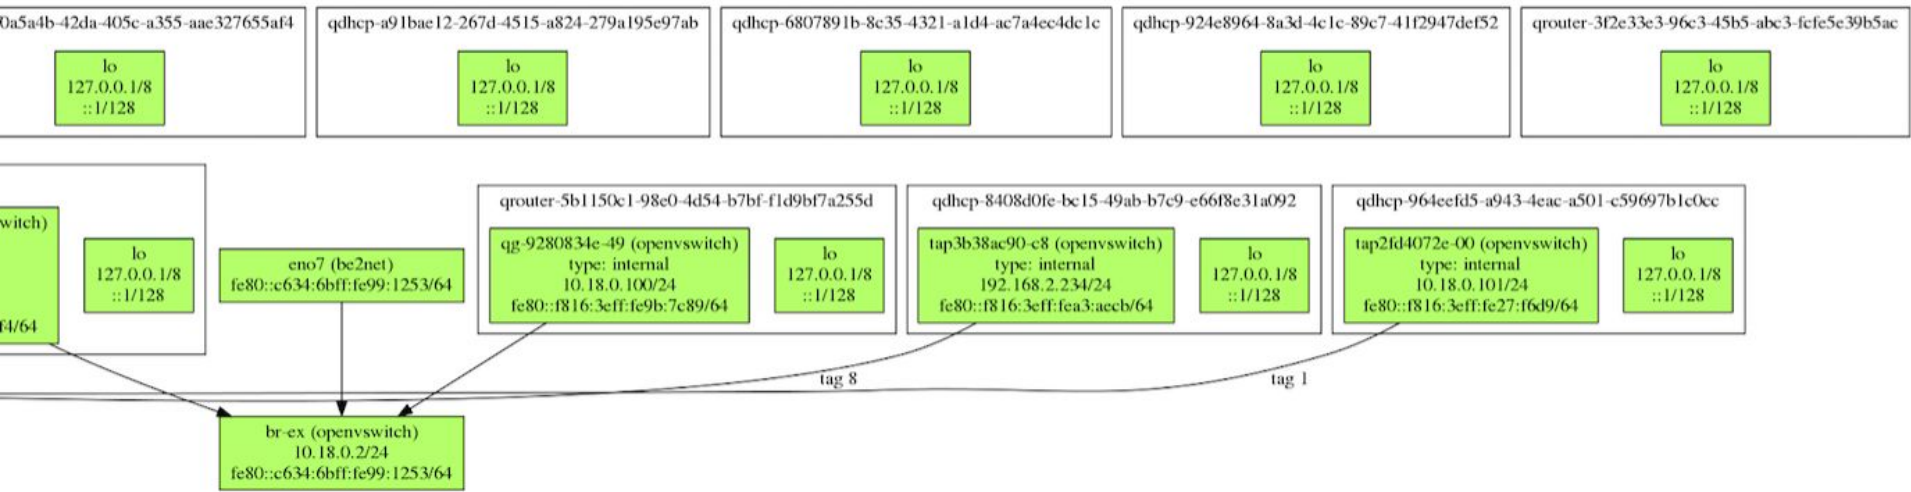 0a5a4b-42da-405c-a355-aae327655af4
lo
127.0.0.1/8
::1/128
qdhcp-a91bae12-267d-4515-a824-279a195e97ab
lo
127.0.0.1/8
::1/128
qdhcp-6807891b-8c35-4321-a1d4-ac7a4ec4dc1c
lo
127.0.0.1/8
::1/128
qdhcp-924e8964-8a3d-4c1c-89c7-41f2947def52
lo
127.0.0.1/8
::1/128
qrouter-3f2e33e3-96c3-45b5-abc3-fcfe5e39b5ac
lo
127.0.0.1/8
::1/128
witch)
f4/64
lo
127.0.0.1/8
::1/128
eno7 (be2net)
fe80::c634:6bff:fe99:1253/64
qrouter-5b1150c1-98e0-4d54-b7bf-f1d9bf7a255d
qg-9280834e-49 (openvswitch)
type: internal
10.18.0.100/24
fe80::f816:3eff:fe9b:7c89/64
lo
127.0.0.1/8
::1/128
qdhcp-8408d0fe-bc15-49ab-b7c9-e66f8e31a092
tap3b38ac90-c8 (openvswitch)
type: internal
192.168.2.234/24
fe80::f816:3eff:fea3:aecb/64
lo
127.0.0.1/8
::1/128
qdhcp-964eefd5-a943-4eac-a501-c59697b1c0cc
tap2fd4072e-00 (openvswitch)
type: internal
10.18.0.101/24
fe80::f816:3eff:fe27:f6d9/64
lo
127.0.0.1/8
::1/128
tag 8
tag 1
br-ex (openvswitch)
10.18.0.2/24
fe80::c634:6bff:fe99:1253/64